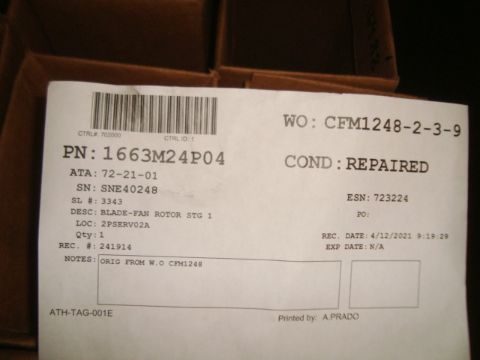 CTRL#: 702000 CTRL ID: 1
WO: CFM1248-2-3-9
PN: 1663M24P04
COND: REPAIRED
ATA: 72-21-01
SN: SNE40248
ESN: 723224
SL #: 3343
PO:
DESC: BLADE-FAN ROTOR STG 1
LOC: 2PSERV02A
Qty: 1
REC. DATE: 4/12/2021 9:19:29
REC. #: 241914
EXP DATE: N/A
NOTES: ORIG FROM W.O CFM1248
ATH-TAG-001E
Printed by: A.PRADO